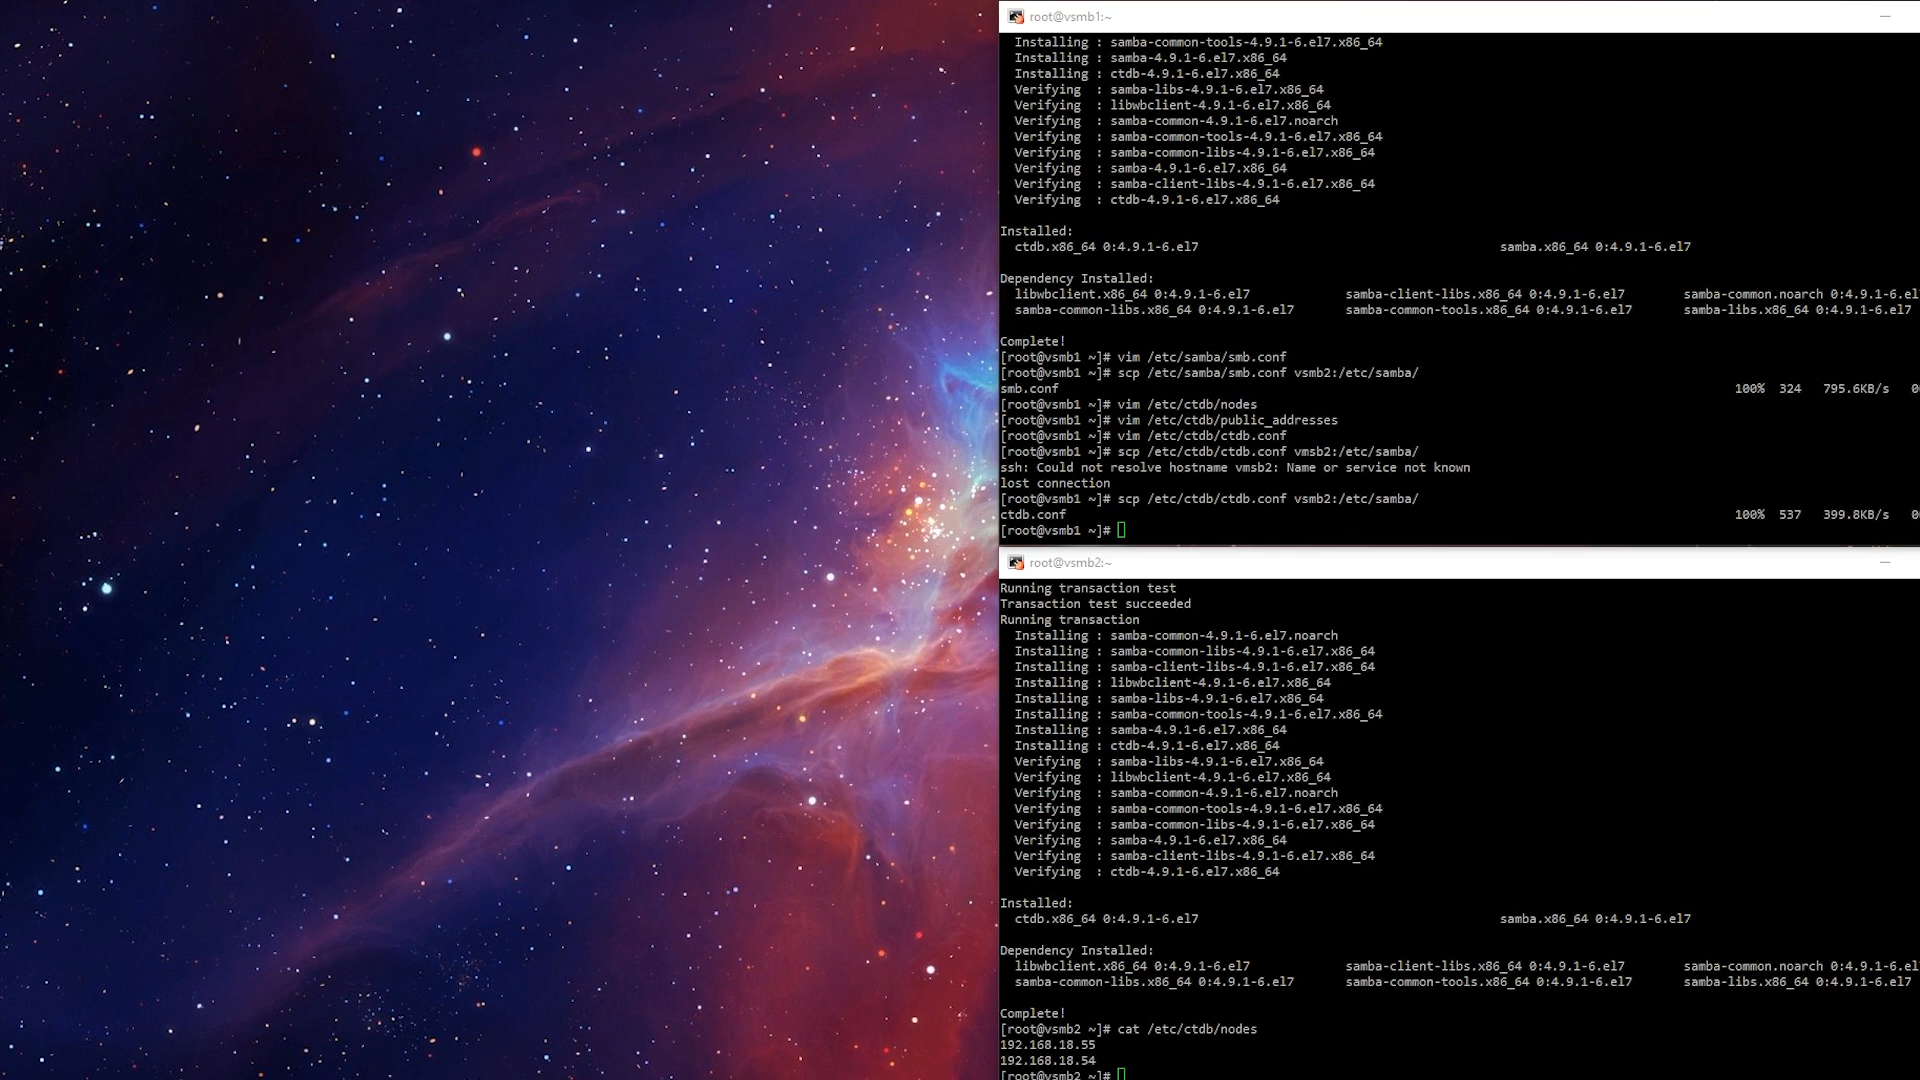 root@vsmb1:~
Installing : samba-common-tools-4.9.1-6.el7.x86_64
Installing : samba-4.9.1-6.el7.x86_64
Installing : ctdb-4.9.1-6.el7.x86_64
Verifying  : samba-libs-4.9.1-6.el7.x86_64
Verifying  : libwbclient-4.9.1-6.el7.x86_64
Verifying  : samba-common-4.9.1-6.el7.noarch
Verifying  : samba-common-tools-4.9.1-6.el7.x86_64
Verifying  : samba-common-libs-4.9.1-6.el7.x86_64
Verifying  : samba-4.9.1-6.el7.x86_64
Verifying  : samba-client-libs-4.9.1-6.el7.x86_64
Verifying  : ctdb-4.9.1-6.el7.x86_64
Installed:
ctdb.x86_64 0:4.9.1-6.el7 samba.x86_64 0:4.9.1-6.el7
Dependency Installed:
libwbclient.x86_64 0:4.9.1-6.el7 samba-client-libs.x86_64 0:4.9.1-6.el7 samba-common.noarch 0:4.9.1-6.el
samba-common-libs.x86_64 0:4.9.1-6.el7 samba-common-tools.x86_64 0:4.9.1-6.el7 samba-libs.x86_64 0:4.9.1-6.el7
Complete!
[root@vsmb1 ~]# vim /etc/samba/smb.conf
[root@vsmb1 ~]# scp /etc/samba/smb.conf vsmb2:/etc/samba/
smb.conf 100% 324 795.6KB/s 0
[root@vsmb1 ~]# vim /etc/ctdb/nodes
[root@vsmb1 ~]# vim /etc/ctdb/public_addresses
[root@vsmb1 ~]# vim /etc/ctdb/ctdb.conf
[root@vsmb1 ~]# scp /etc/ctdb/ctdb.conf vmsb2:/etc/samba/
ssh: Could not resolve hostname vmsb2: Name or service not known
lost connection
[root@vsmb1 ~]# scp /etc/ctdb/ctdb.conf vsmb2:/etc/samba/
ctdb.conf 100% 537 399.8KB/s 0
[root@vsmb1 ~]#
root@vsmb2:~
Running transaction test
Transaction test succeeded
Running transaction
Installing : samba-common-4.9.1-6.el7.noarch
Installing : samba-common-libs-4.9.1-6.el7.x86_64
Installing : samba-client-libs-4.9.1-6.el7.x86_64
Installing : libwbclient-4.9.1-6.el7.x86_64
Installing : samba-libs-4.9.1-6.el7.x86_64
Installing : samba-common-tools-4.9.1-6.el7.x86_64
Installing : samba-4.9.1-6.el7.x86_64
Installing : ctdb-4.9.1-6.el7.x86_64
Verifying  : samba-libs-4.9.1-6.el7.x86_64
Verifying  : libwbclient-4.9.1-6.el7.x86_64
Verifying  : samba-common-4.9.1-6.el7.noarch
Verifying  : samba-common-tools-4.9.1-6.el7.x86_64
Verifying  : samba-common-libs-4.9.1-6.el7.x86_64
Verifying  : samba-4.9.1-6.el7.x86_64
Verifying  : samba-client-libs-4.9.1-6.el7.x86_64
Verifying  : ctdb-4.9.1-6.el7.x86_64
Installed:
ctdb.x86_64 0:4.9.1-6.el7 samba.x86_64 0:4.9.1-6.el7
Dependency Installed:
libwbclient.x86_64 0:4.9.1-6.el7 samba-client-libs.x86_64 0:4.9.1-6.el7 samba-common.noarch 0:4.9.1-6.el
samba-common-libs.x86_64 0:4.9.1-6.el7 samba-common-tools.x86_64 0:4.9.1-6.el7 samba-libs.x86_64 0:4.9.1-6.el7
Complete!
[root@vsmb2 ~]# cat /etc/ctdb/nodes
192.168.18.55
192.168.18.54
[root@vsmb2 ~]#